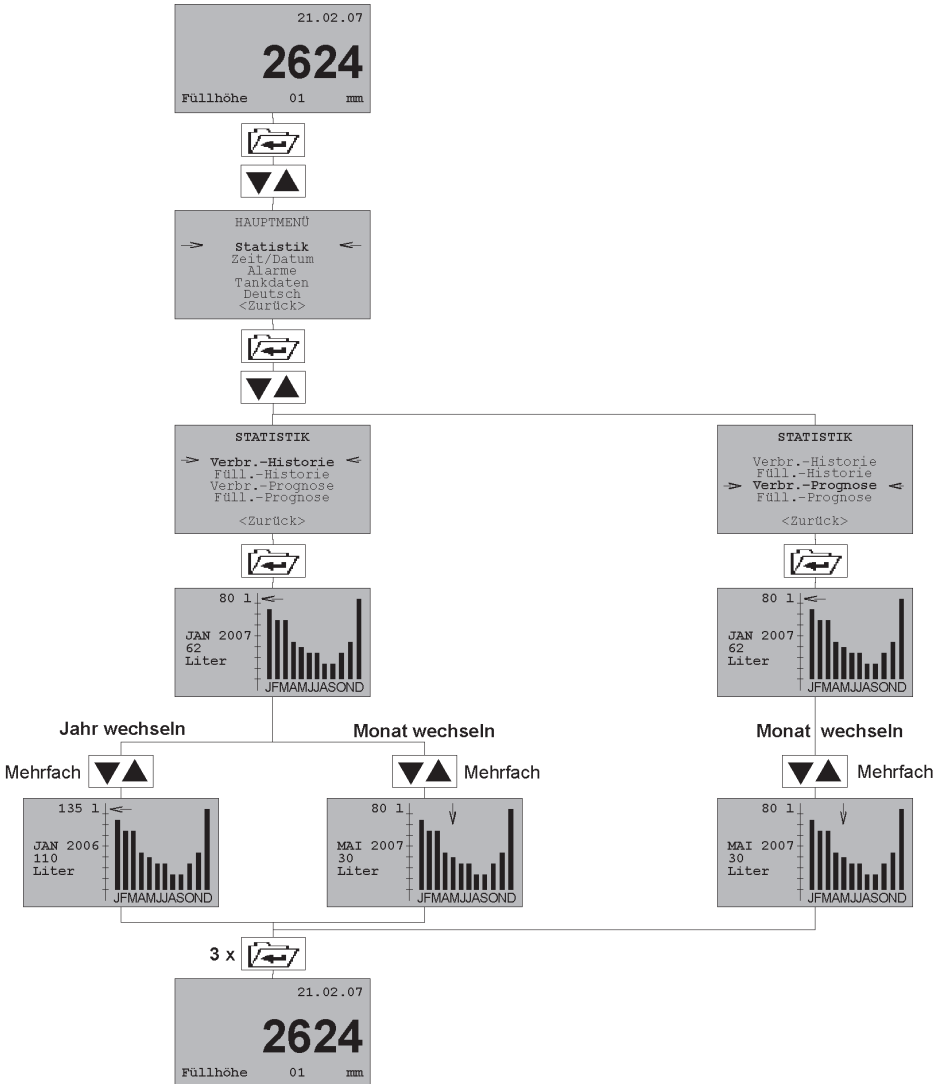 21.02.07
2624
Füllhöhe 01 mm
HAUPTMENÜ
Statistik
Zeit/Datum
Alarme
Tankdaten
Deutsch
<Zurück>
STATISTIK
Verbr.-Historie
Füll.-Historie
Verbr.-Prognose
Füll.-Prognose
<Zurück>
STATISTIK
Verbr.-Historie
Füll.-Historie
Verbr.-Prognose
Füll.-Prognose
<Zurück>
80 l
JAN 2007
62
Liter
JFMAMJJASOND
80 l
JAN 2007
62
Liter
JFMAMJJASOND
Jahr wechseln
Monat wechseln
Monat wechseln
Mehrfach
Mehrfach
Mehrfach
135 l
JAN 2006
110
Liter
JFMAMJJASOND
80 l
MAI 2007
30
Liter
JFMAMJJASOND
80 l
MAI 2007
30
Liter
JFMAMJJASOND
3 x
21.02.07
2624
Füllhöhe 01 mm